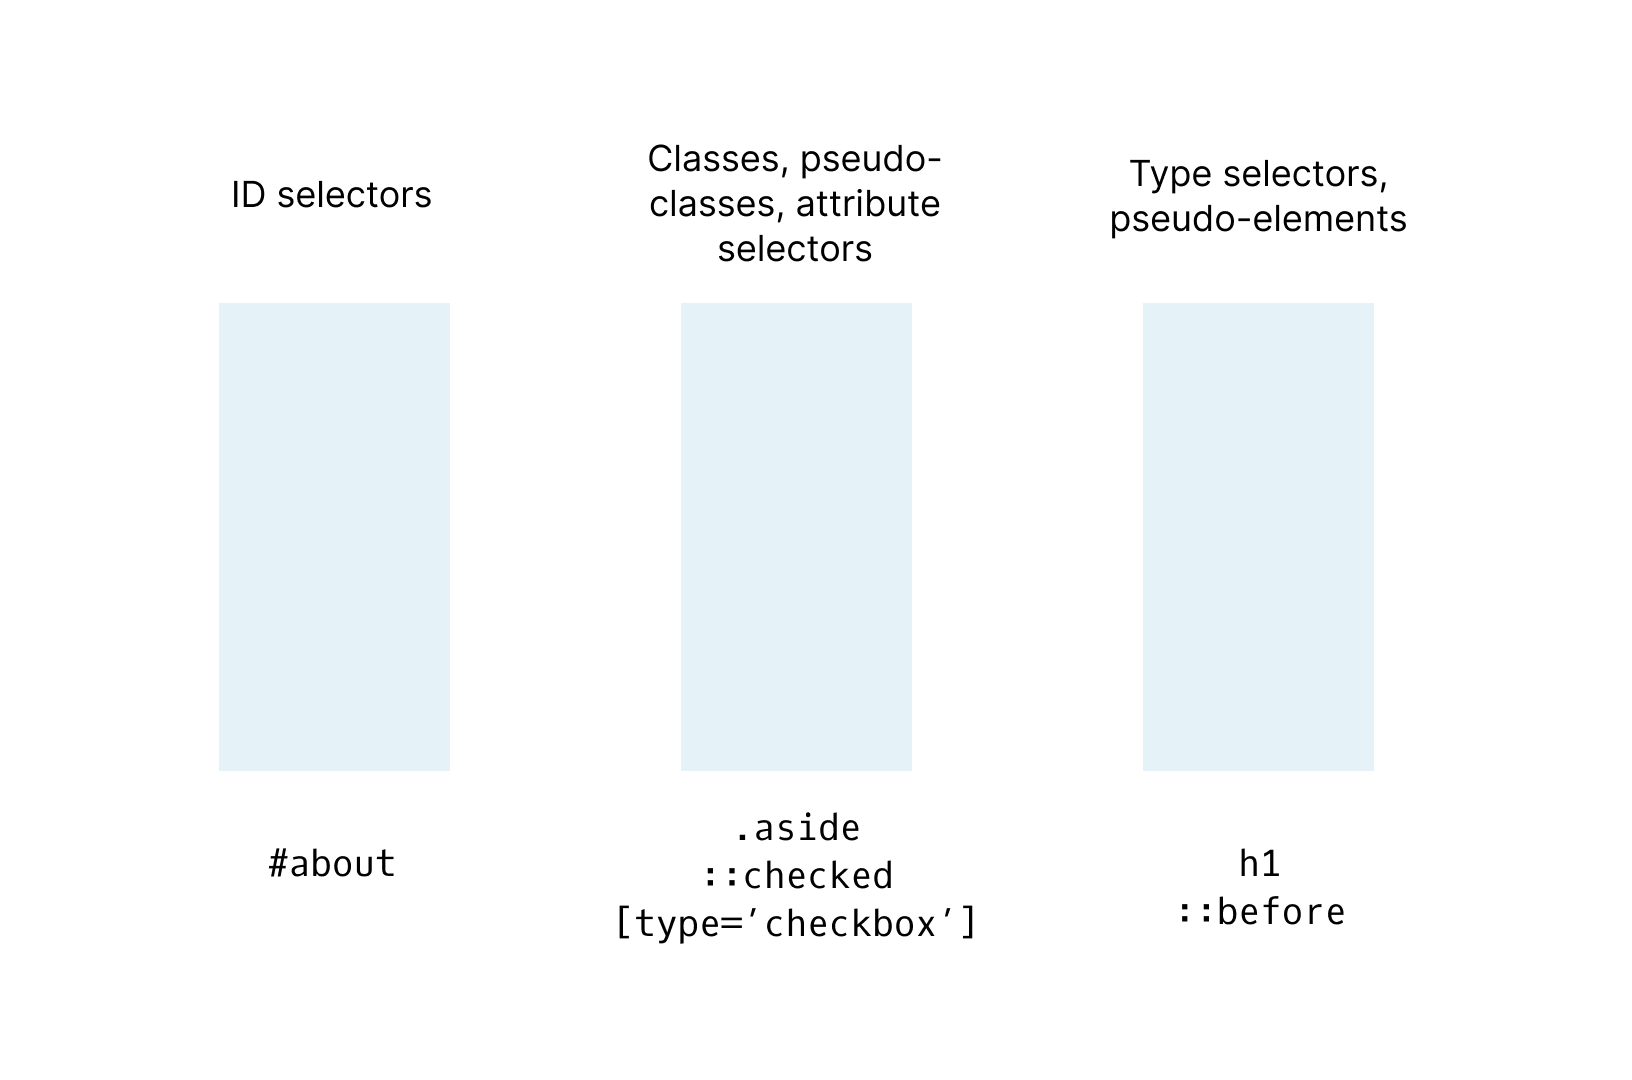 ID selectors
Classes, pseudo-
classes, attribute
selectors
Type selectors,
pseudo-elements
#about
.aside
::checked
[type=’checkbox’]
h1
::before